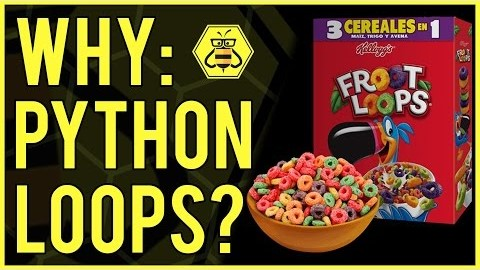 WHY:
PYTHON
LOOPS?
3 CEREALES EN 1
MAÍZ, TRIGO Y AVENA
Kellogg's
FROOT
LOOPS